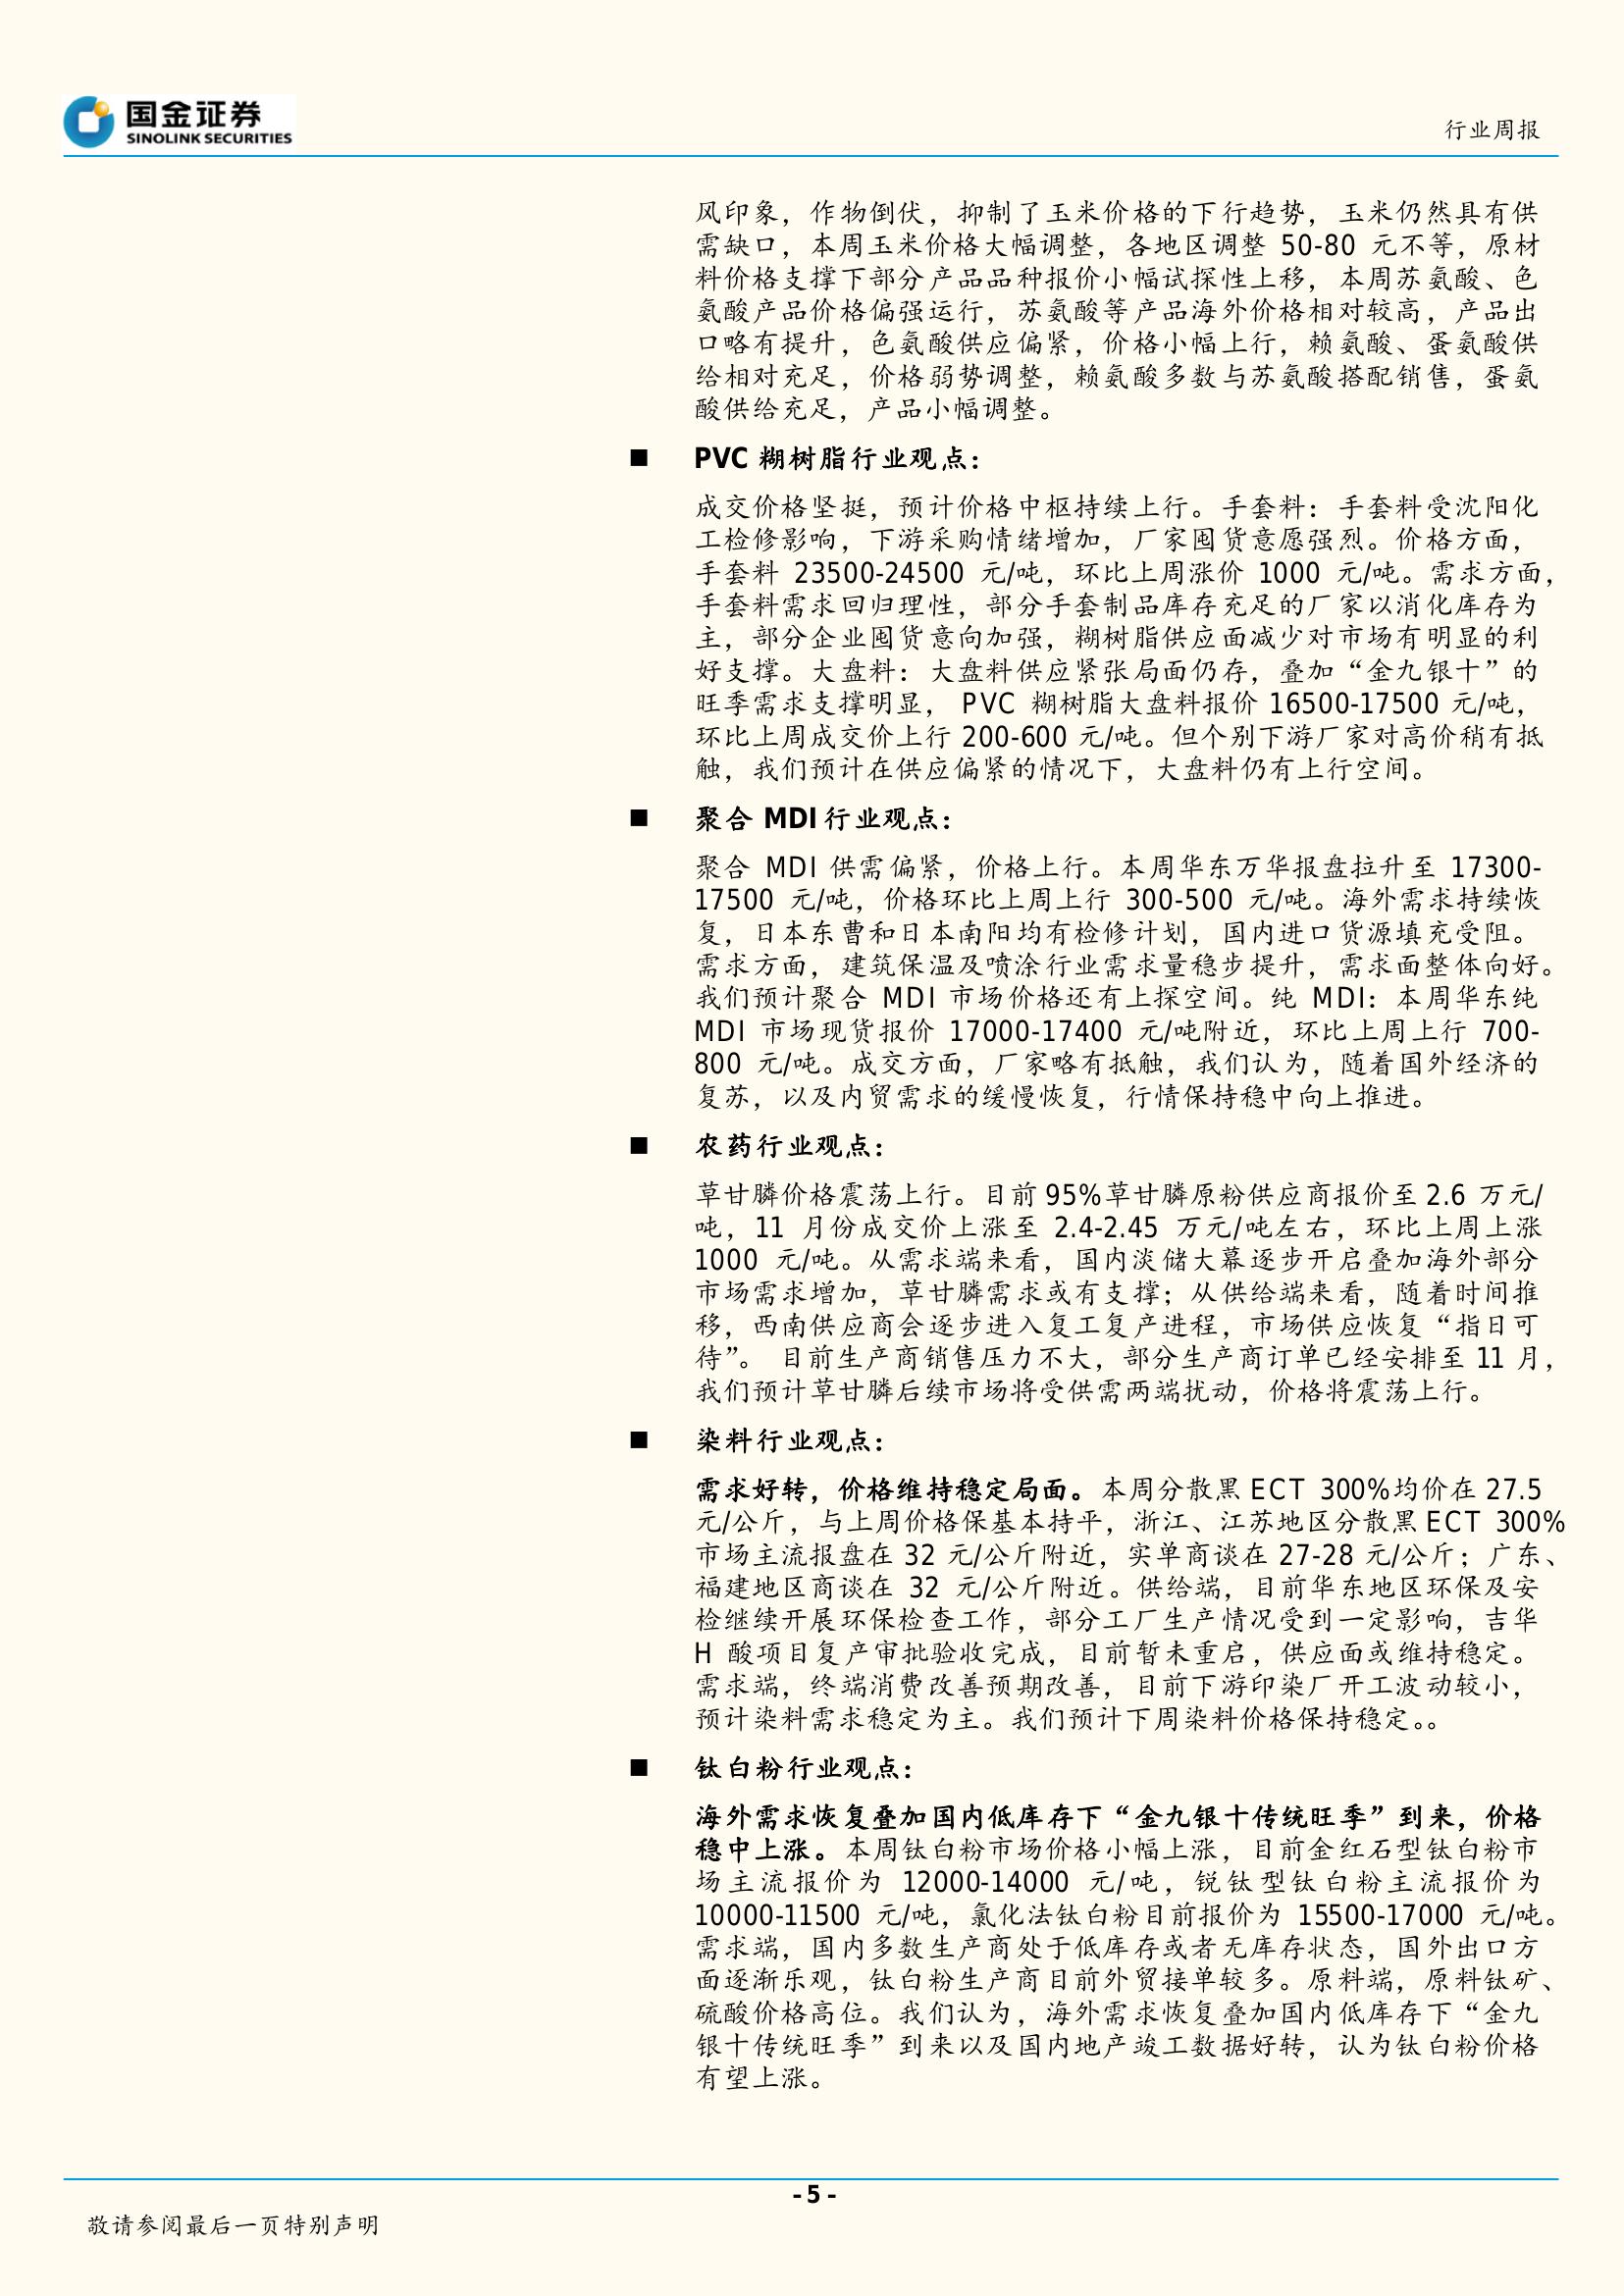 国金证券
SINOLINK SECURITIES
行业周报
风印象，作物倒伏，抑制了玉米价格的下行趋势，玉米仍然具有供
需缺口，本周玉米价格大幅调整，各地区调整 50-80 元不等，原材
料价格支撑下部分产品品种报价小幅试探性上移，本周苏氨酸、色
氨酸产品价格偏强运行，苏氨酸等产品海外价格相对较高，产品出
口略有提升，色氨酸供应偏紧，价格小幅上行，赖氨酸、蛋氨酸供
给相对充足，价格弱势调整，赖氨酸多数与苏氨酸搭配销售，蛋氨
酸供给充足，产品小幅调整。
■ PVC 糊树脂行业观点：
成交价格坚挺，预计价格中枢持续上行。手套料：手套料受沈阳化
工检修影响，下游采购情绪增加，厂家囤货意愿强烈。价格方面，
手套料 23500-24500 元/吨，环比上周涨价 1000 元/吨。需求方面，
手套料需求回归理性，部分手套制品库存充足的厂家以消化库存为
主，部分企业囤货意向加强，糊树脂供应面减少对市场有明显的利
好支撑。大盘料：大盘料供应紧张局面仍存，叠加“金九银十”的
旺季需求支撑明显， PVC 糊树脂大盘料报价 16500-17500 元/吨，
环比上周成交价上行 200-600 元/吨。但个别下游厂家对高价稍有抵
触，我们预计在供应偏紧的情况下，大盘料仍有上行空间。
■ 聚合 MDI 行业观点：
聚合 MDI 供需偏紧，价格上行。本周华东万华报盘拉升至 17300-
17500 元/吨，价格环比上周上行 300-500 元/吨。海外需求持续恢
复，日本东曹和日本南阳均有检修计划，国内进口货源填充受阻。
需求方面，建筑保温及喷涂行业需求量稳步提升，需求面整体向好。
我们预计聚合 MDI 市场价格还有上探空间。纯 MDI：本周华东纯
MDI 市场现货报价 17000-17400 元/吨附近，环比上周上行 700-
800 元/吨。成交方面，厂家略有抵触，我们认为，随着国外经济的
复苏，以及内贸需求的缓慢恢复，行情保持稳中向上推进。
■ 农药行业观点：
草甘膦价格震荡上行。目前 95%草甘膦原粉供应商报价至 2.6 万元/
吨，11 月份成交价上涨至 2.4-2.45 万元/吨左右，环比上周上涨
1000 元/吨。从需求端来看，国内淡储大幕逐步开启叠加海外部分
市场需求增加，草甘膦需求或有支撑；从供给端来看，随着时间推
移，西南供应商会逐步进入复工复产进程，市场供应恢复“指日可
待”。 目前生产商销售压力不大，部分生产商订单已经安排至 11 月，
我们预计草甘膦后续市场将受供需两端扰动，价格将震荡上行。
■ 染料行业观点：
需求好转，价格维持稳定局面。本周分散黑 ECT 300%均价在 27.5
元/公斤，与上周价格保基本持平，浙江、江苏地区分散黑 ECT 300%
市场主流报盘在 32 元/公斤附近，实单商谈在 27-28 元/公斤；广东、
福建地区商谈在 32 元/公斤附近。供给端，目前华东地区环保及安
检继续开展环保检查工作，部分工厂生产情况受到一定影响，吉华
H 酸项目复产审批验收完成，目前暂未重启，供应面或维持稳定。
需求端，终端消费改善预期改善，目前下游印染厂开工波动较小，
预计染料需求稳定为主。我们预计下周染料价格保持稳定。。
■ 钛白粉行业观点：
海外需求恢复叠加国内低库存下“金九银十传统旺季”到来，价格
稳中上涨。本周钛白粉市场价格小幅上涨，目前金红石型钛白粉市
场主流报价为 12000-14000 元/吨，锐钛型钛白粉主流报价为
10000-11500 元/吨，氯化法钛白粉目前报价为 15500-17000 元/吨。
需求端，国内多数生产商处于低库存或者无库存状态，国外出口方
面逐渐乐观，钛白粉生产商目前外贸接单较多。原料端，原料钛矿、
硫酸价格高位。我们认为，海外需求恢复叠加国内低库存下“金九
银十传统旺季”到来以及国内地产竣工数据好转，认为钛白粉价格
有望上涨。
- 5 -
敬请参阅最后一页特别声明